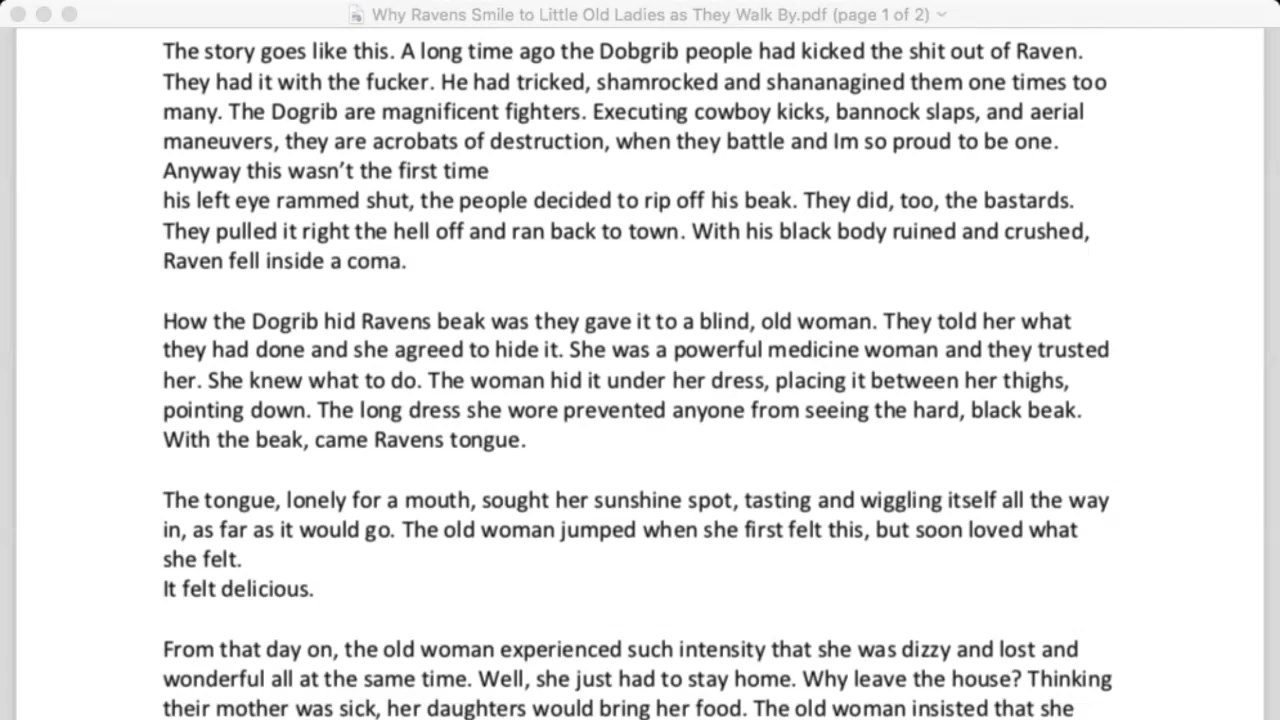 Why Ravens Smile to Little Old Ladies as They Walk By.pdf (page 1 of 2)
The story goes like this. A long time ago the Dobgrib people had kicked the shit out of Raven.
They had it with the fucker. He had tricked, shamrocked and shananagined them one times too
many. The Dogrib are magnificent fighters. Executing cowboy kicks, bannock slaps, and aerial
maneuvers, they are acrobats of destruction, when they battle and Im so proud to be one.
Anyway this wasn’t the first time
his left eye rammed shut, the people decided to rip off his beak. They did, too, the bastards.
They pulled it right the hell off and ran back to town. With his black body ruined and crushed,
Raven fell inside a coma.
How the Dogrib hid Ravens beak was they gave it to a blind, old woman. They told her what
they had done and she agreed to hide it. She was a powerful medicine woman and they trusted
her. She knew what to do. The woman hid it under her dress, placing it between her thighs,
pointing down. The long dress she wore prevented anyone from seeing the hard, black beak.
With the beak, came Ravens tongue.
The tongue, lonely for a mouth, sought her sunshine spot, tasting and wiggling itself all the way
in, as far as it would go. The old woman jumped when she first felt this, but soon loved what
she felt.
It felt delicious.
From that day on, the old woman experienced such intensity that she was dizzy and lost and
wonderful all at the same time. Well, she just had to stay home. Why leave the house? Thinking
their mother was sick, her daughters would bring her food. The old woman insisted that she